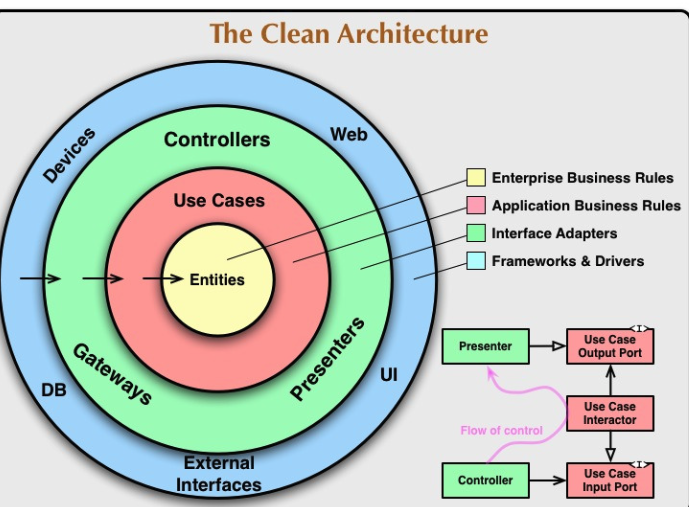 The Clean Architecture
Devices
Web
Controllers
Use Cases
Entities
Gateways
Presenters
DB
UI
External
Interfaces
Enterprise Business Rules
Application Business Rules
Interface Adapters
Frameworks & Drivers
Presenter
<I>
Use Case
Output Port
Use Case
Interactor
Flow of control
Controller
<I>
Use Case
Input Port